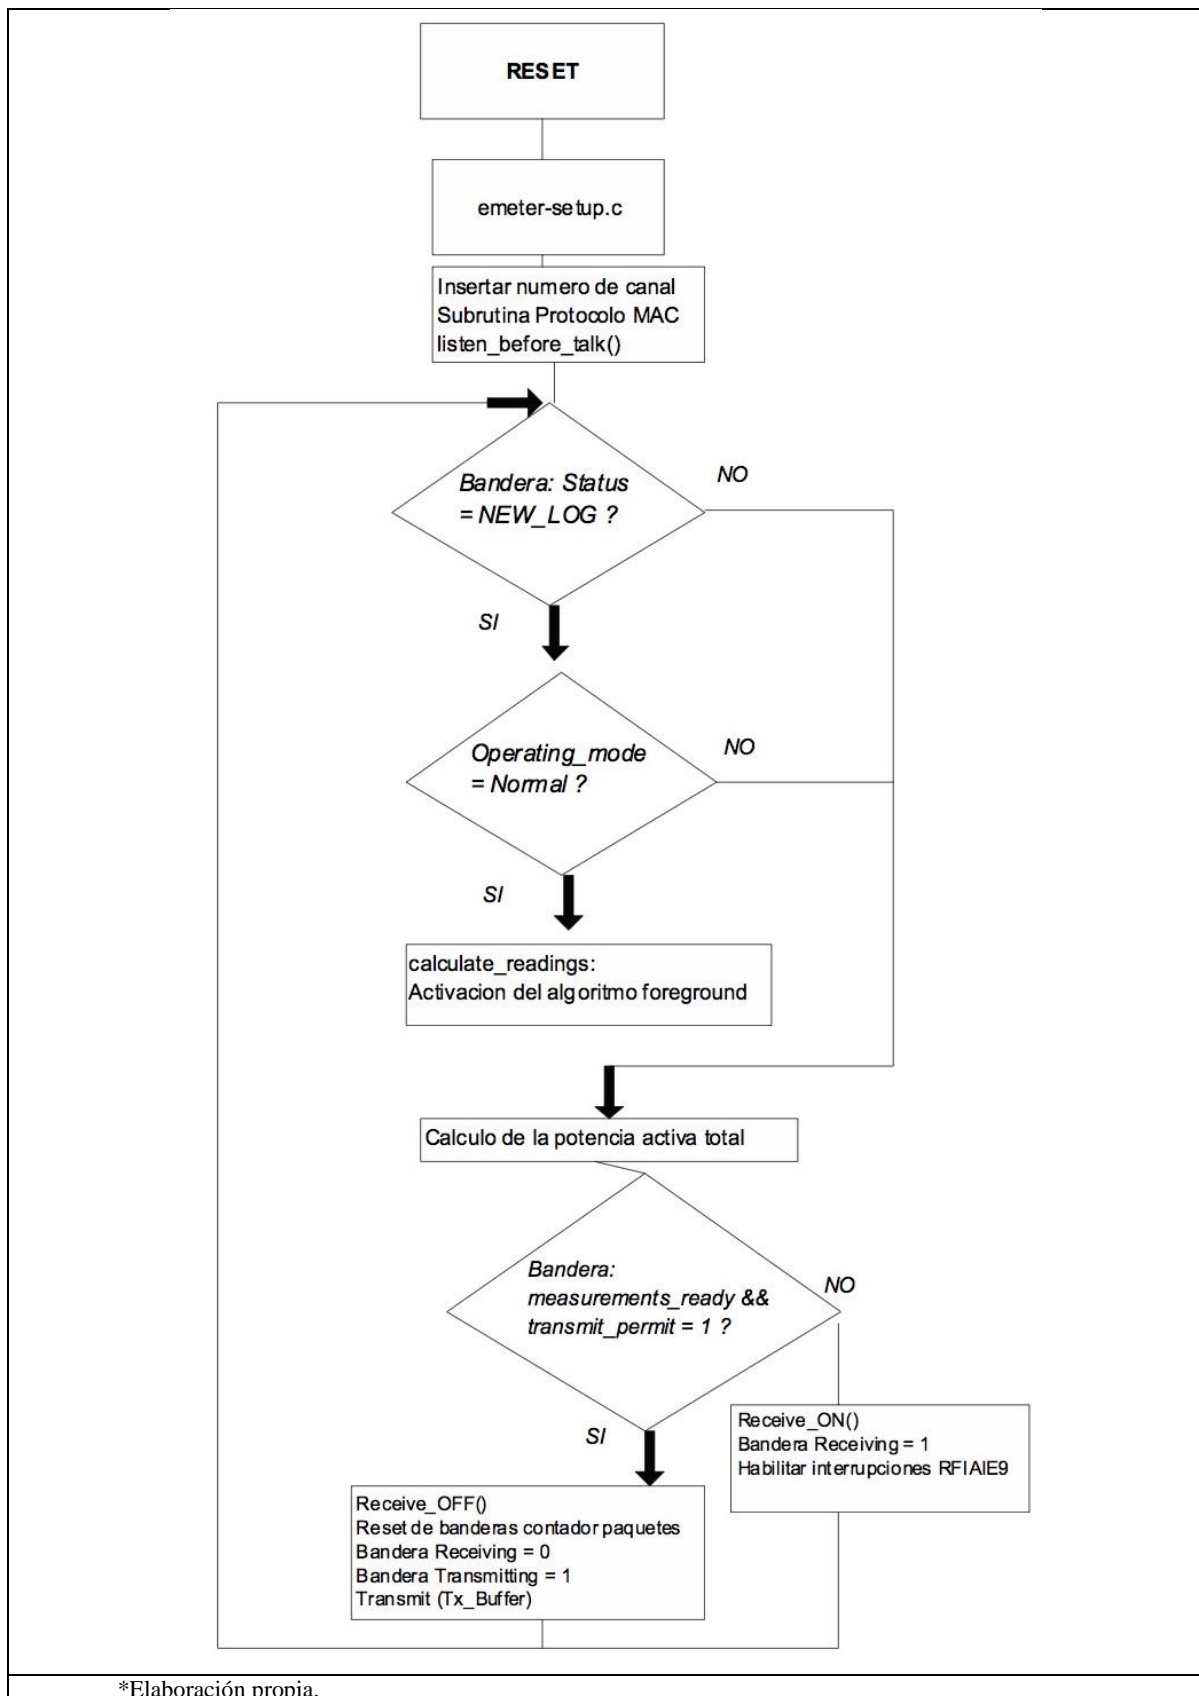 RESET
emeter-setup.c
Insertar numero de canal
Subrutina Protocolo MAC
listen_before_talk()
Bandera: Status
= NEW_LOG ?
NO
SI
Operating_mode
= Normal ?
NO
SI
calculate_readings:
Activacion del algoritmo foreground
Calculo de la potencia activa total
Bandera:
measurements_ready &&
transmit_permit = 1 ?
NO
SI
Receive_ON()
Bandera Receiving = 1
Habilitar interrupciones RFIAIE9
Receive_OFF()
Reset de banderas contador paquetes
Bandera Receiving = 0
Bandera Transmitting = 1
Transmit (Tx_Buffer)
*Elaboración propia.